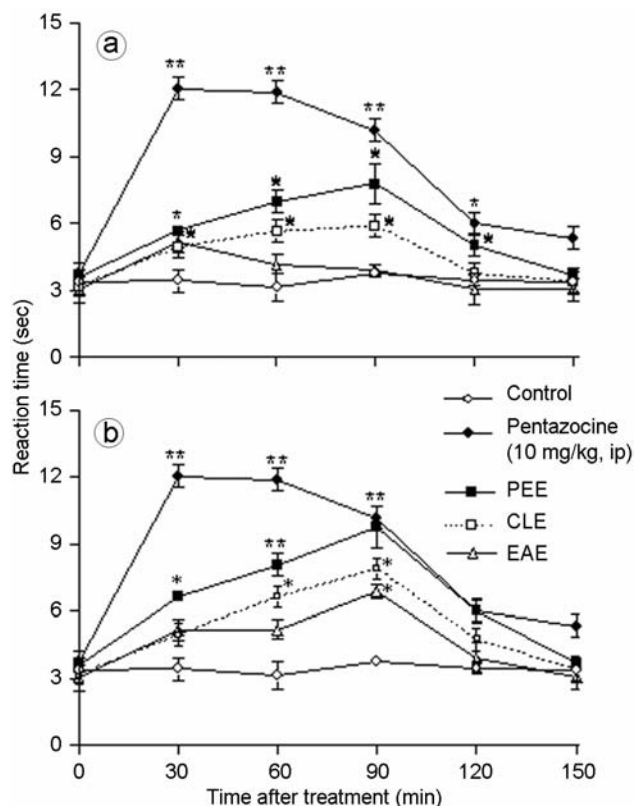 15
a
12
9
6
3
0
** ** **
* * * *
* * * *
Reaction time (sec)
15
b
12
9
6
3
0
** ** **
* ** * * *
Control
Pentazocine
(10 mg/kg, ip)
PEE
CLE
EAE
0 30 60 90 120 150
Time after treatment (min)